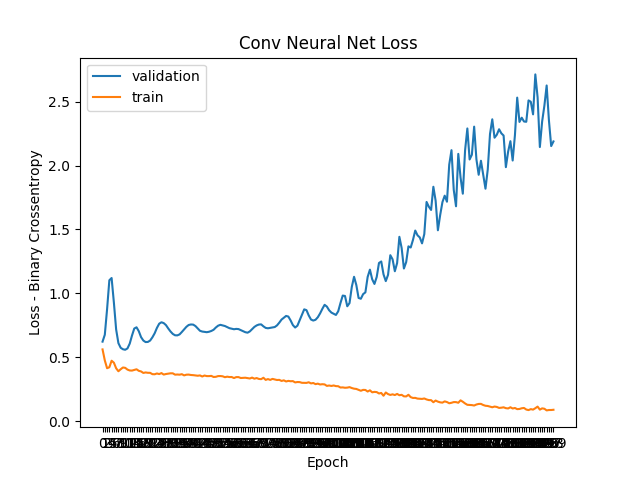 Conv Neural Net Loss
validation
train
2.5
2.0
1.5
1.0
0.5
0.0
Loss - Binary Crossentropy
Epoch